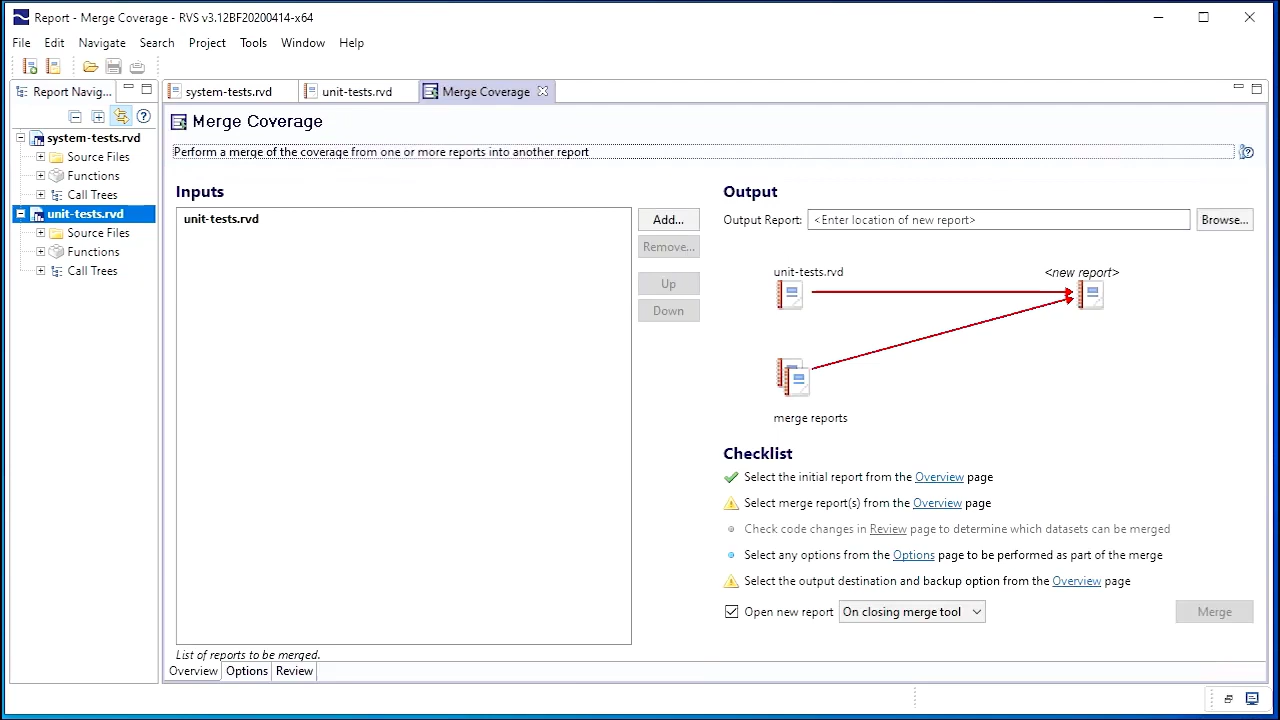 Report - Merge Coverage - RVS v3.12BF20200414-x64
File Edit Navigate Search Project Tools Window Help
Report Navig...
system-tests.rvd
Source Files
Functions
Call Trees
unit-tests.rvd
Source Files
Functions
Call Trees
system-tests.rvd unit-tests.rvd Merge Coverage
Merge Coverage
Perform a merge of the coverage from one or more reports into another report
Inputs
unit-tests.rvd
Add...
Remove...
Up
Down
List of reports to be merged.
Output
Output Report: <Enter location of new report> Browse...
unit-tests.rvd <new report>
merge reports
Checklist
Select the initial report from the Overview page
Select merge report(s) from the Overview page
Check code changes in Review page to determine which datasets can be merged
Select any options from the Options page to be performed as part of the merge
Select the output destination and backup option from the Overview page
Open new report On closing merge tool Merge
Overview Options Review